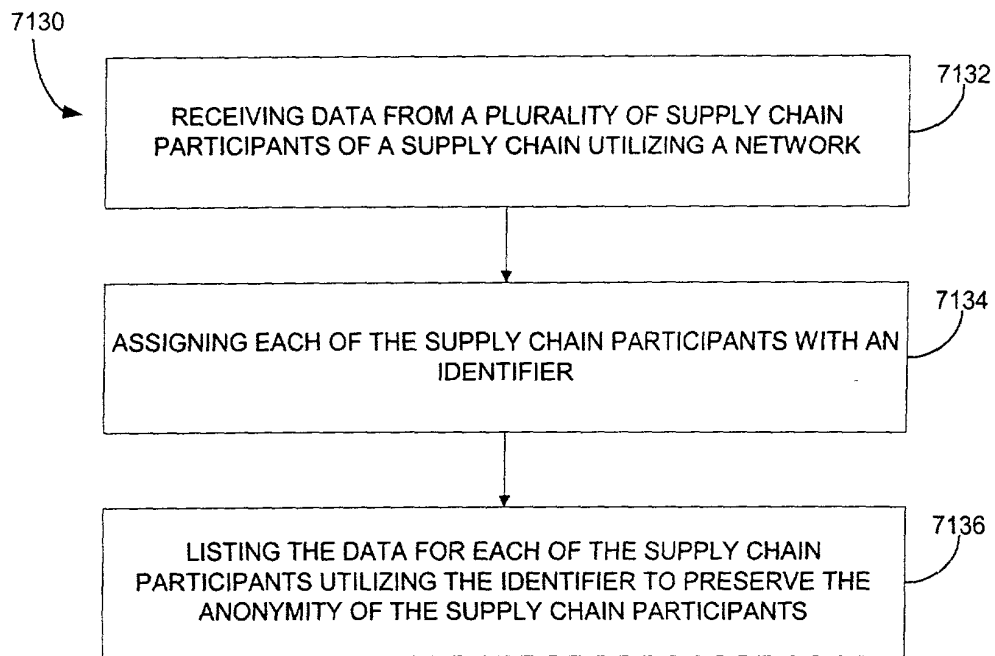 7130
7132
RECEIVING DATA FROM A PLURALITY OF SUPPLY CHAIN
PARTICIPANTS OF A SUPPLY CHAIN UTILIZING A NETWORK
7134
ASSIGNING EACH OF THE SUPPLY CHAIN PARTICIPANTS WITH AN
IDENTIFIER
7136
LISTING THE DATA FOR EACH OF THE SUPPLY CHAIN
PARTICIPANTS UTILIZING THE IDENTIFIER TO PRESERVE THE
ANONYMITY OF THE SUPPLY CHAIN PARTICIPANTS